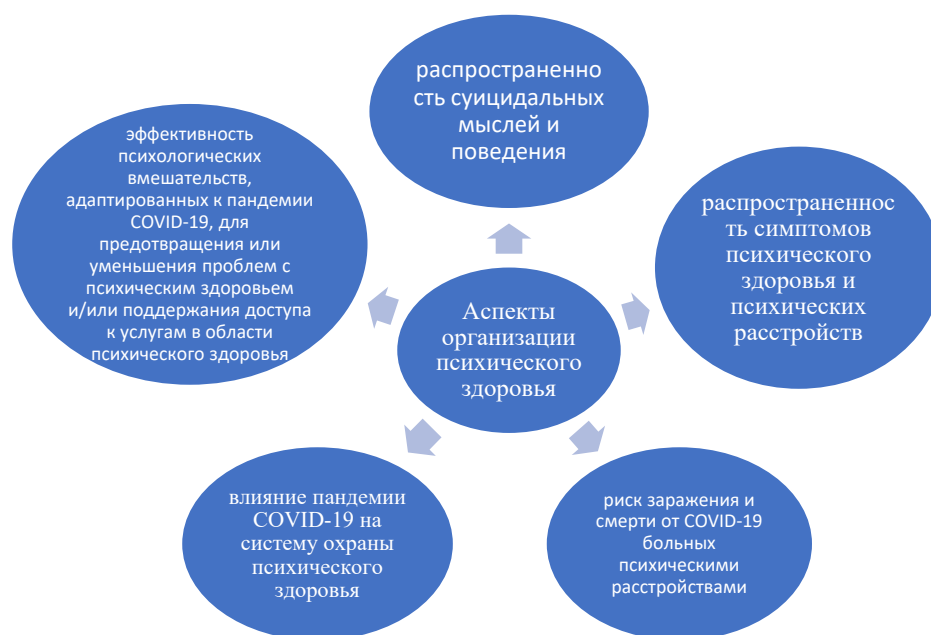 распространено
сть суицидальных
мыслей и
поведения
эффективность
психологических
вмешательств,
адаптированных к пандемии
COVID-19, для
предотвращения или
уменьшения проблем с
психическим здоровьем
и/или поддержания доступа
к услугам в области
психического здоровья
распространеннос
ть симптомов
психического
здоровья и
психических
расстройств
Аспекты
организации
психического
здоровья
влияние пандемии
COVID-19 на
систему охраны
психического
здоровья
риск заражения и
смерти от COVID-19
больных
психическими
расстройствами